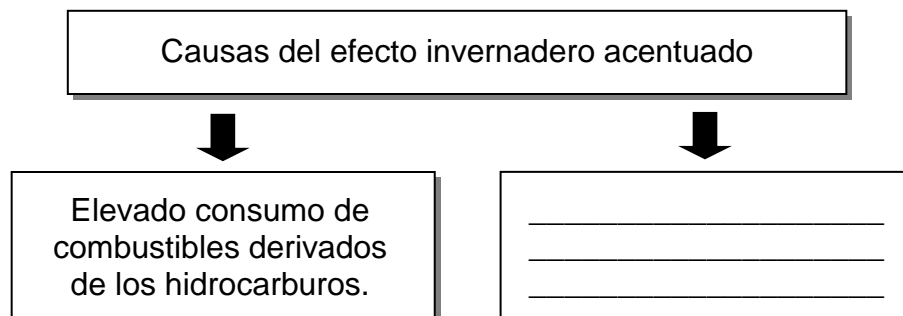 Causas del efecto invernadero acentuado
Elevado consumo de
combustibles derivados
de los hidrocarburos.